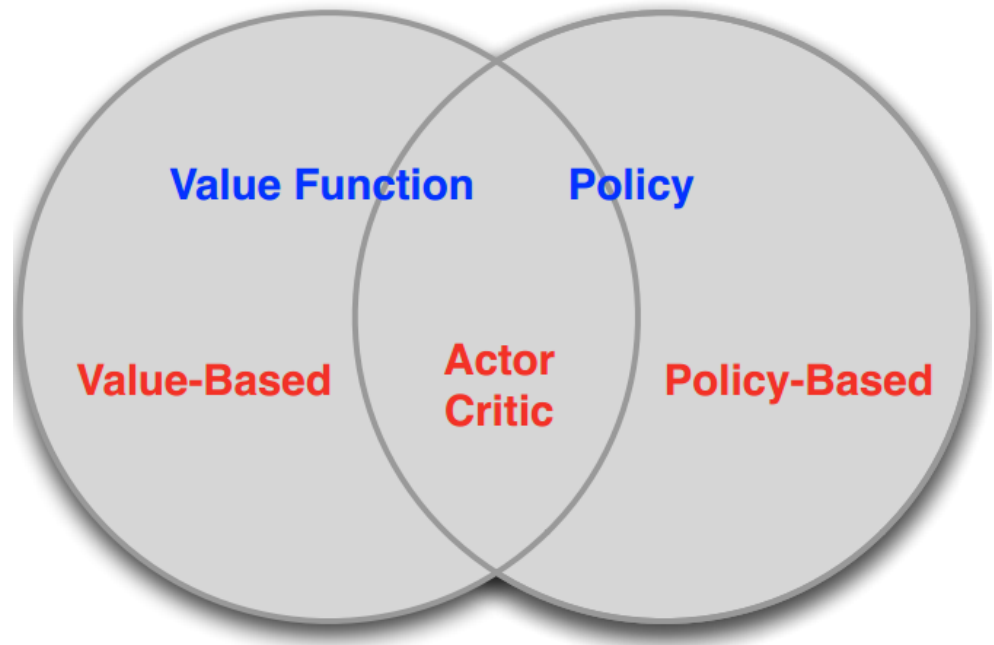 Value Function
Policy
Value-Based
Actor
Critic
Policy-Based